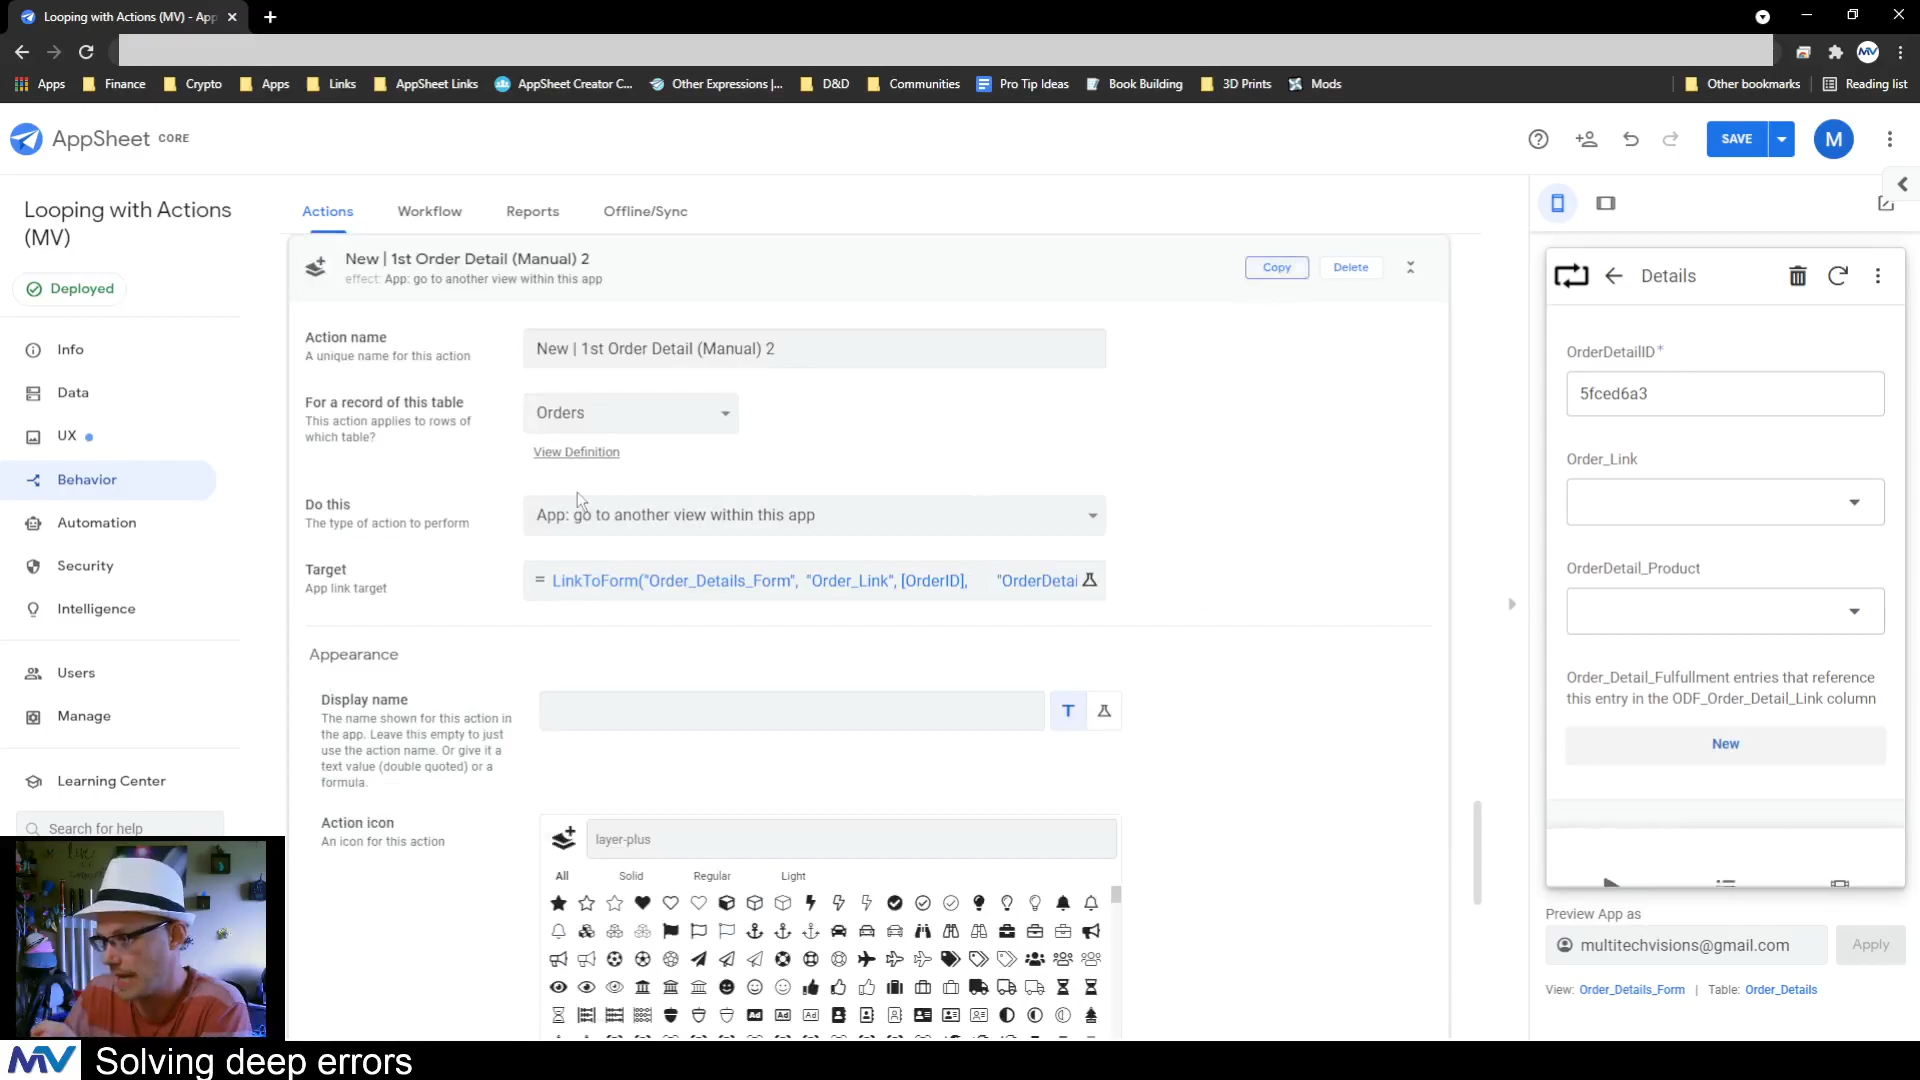 Looping with Actions (MV) - App
Apps
Finance
Crypto
Apps
Links
AppSheet Links
AppSheet Creator C...
Other Expressions |...
D&D
Communities
Pro Tip Ideas
Book Building
3D Prints
Mods
Other bookmarks
Reading list
AppSheet CORE
SAVE
M
Looping with Actions
(MV)
Deployed
Info
Data
UX
Behavior
Automation
Security
Intelligence
Users
Manage
Learning Center
Search for help
Actions
Workflow
Reports
Offline/Sync
New | 1st Order Detail (Manual) 2
effect: App: go to another view within this app
Copy
Delete
Action name
A unique name for this action
New | 1st Order Detail (Manual) 2
For a record of this table
This action applies to rows of
which table?
Orders
View Definition
Do this
The type of action to perform
App: go to another view within this app
Target
App link target
= LinkToForm("Order_Details_Form", "Order_Link", [OrderID], "OrderDetai
Appearance
Display name
The name shown for this action in
the app. Leave this empty to just
use the action name. Or give it a
text value (double quoted) or a
formula.
T
Action icon
An icon for this action
layer-plus
All
Solid
Regular
Light
Ad
Ad
Ad
Details
OrderDetailID*
5fced6a3
Order_Link
OrderDetail_Product
Order_Detail_Fulfullment entries that reference
this entry in the ODF_Order_Detail_Link column
New
Preview App as
multitechvisions@gmail.com
Apply
View: Order_Details_Form | Table: Order_Details
MV Solving deep errors